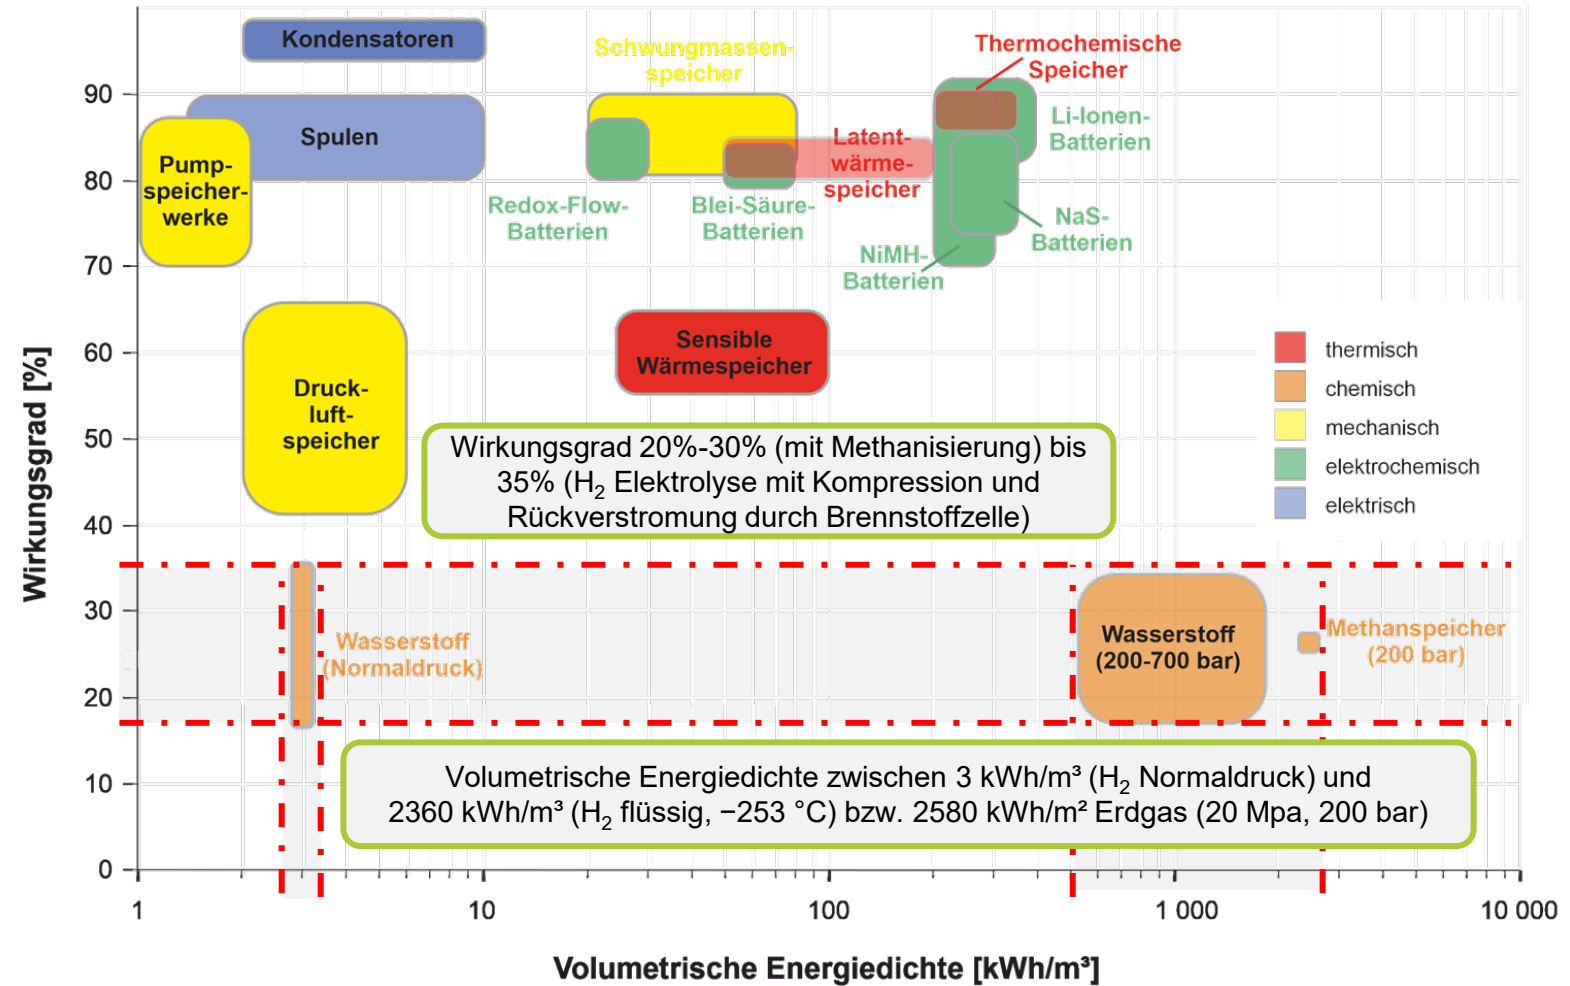 Kondensatoren
Schwungmassen-
speicher
Thermochemische
Speicher
90
Spulen
Li-Ionen-
Batterien
Latent-
wärme-
speicher
Pump-
speicher-
werke
80
Redox-Flow-
Batterien
Blei-Säure-
Batterien
NaS-
Batterien
NiMH-
Batterien
70
Sensible
Wärmespeicher
60
thermisch
chemisch
mechanisch
elektrochemisch
elektrisch
Druck-
luft-
speicher
50
Wirkungsgrad 20%-30% (mit Methanisierung) bis
35% (H₂ Elektrolyse mit Kompression und
Rückverstromung durch Brennstoffzelle)
40
Wirkungsgrad [%]
30
Wasserstoff
(Normaldruck)
Wasserstoff
(200-700 bar)
Methanspeicher
(200 bar)
20
Volumetrische Energiedichte zwischen 3 kWh/m³ (H₂ Normaldruck) und
2360 kWh/m³ (H₂ flüssig, −253 °C) bzw. 2580 kWh/m² Erdgas (20 Mpa, 200 bar)
10
0
1 10 100 1 000 10 000
Volumetrische Energiedichte [kWh/m³]